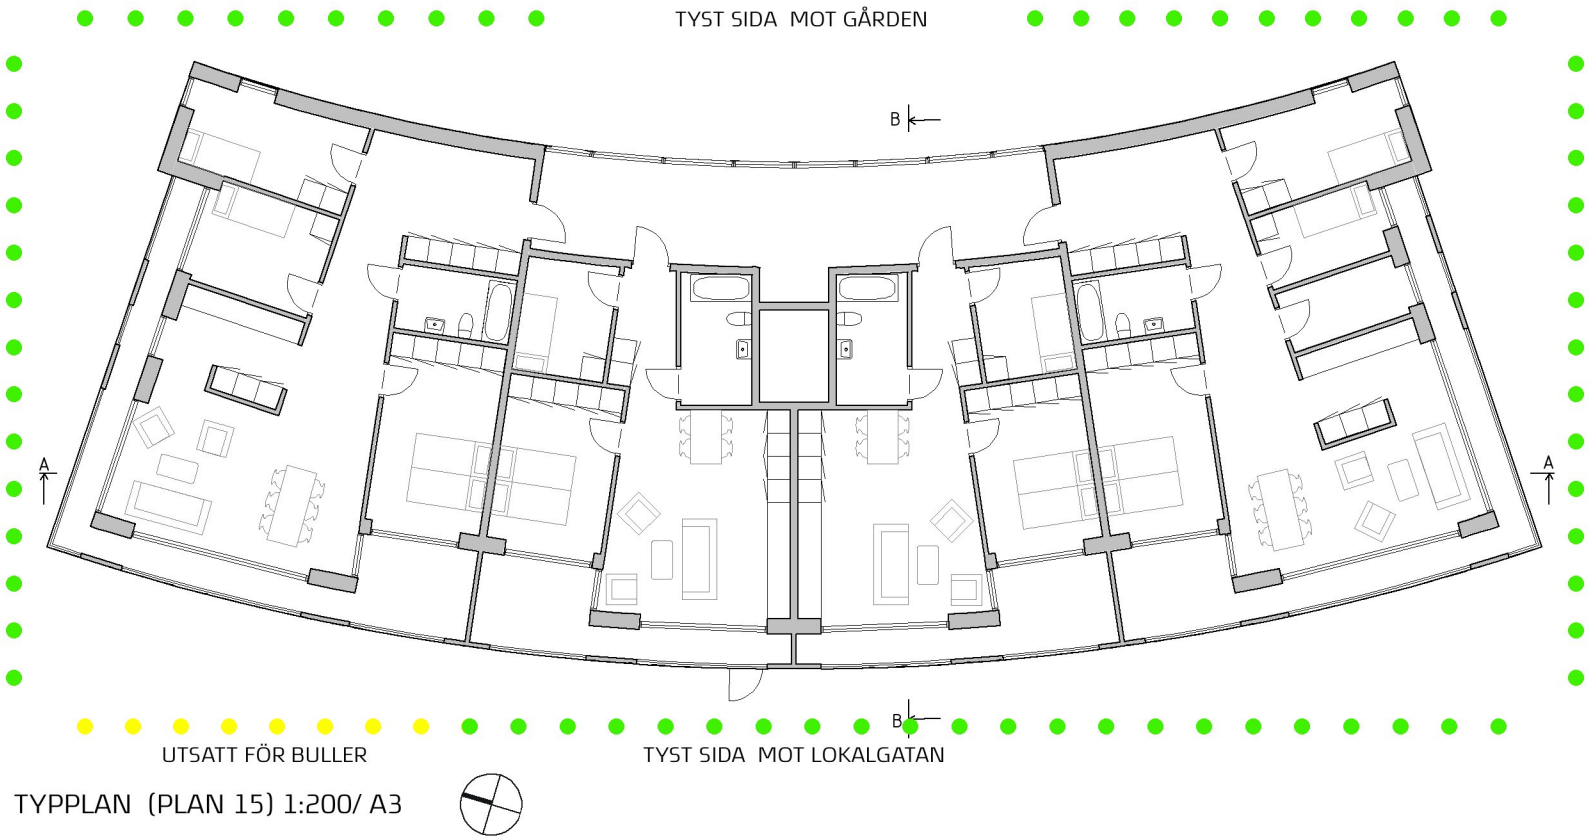 TYST SIDA MOT GÅRDEN
B
A
A
B
UTSATT FÖR BULLER
TYST SIDA MOT LOKALGATAN
TYPPLAN (PLAN 15) 1:200/ A3